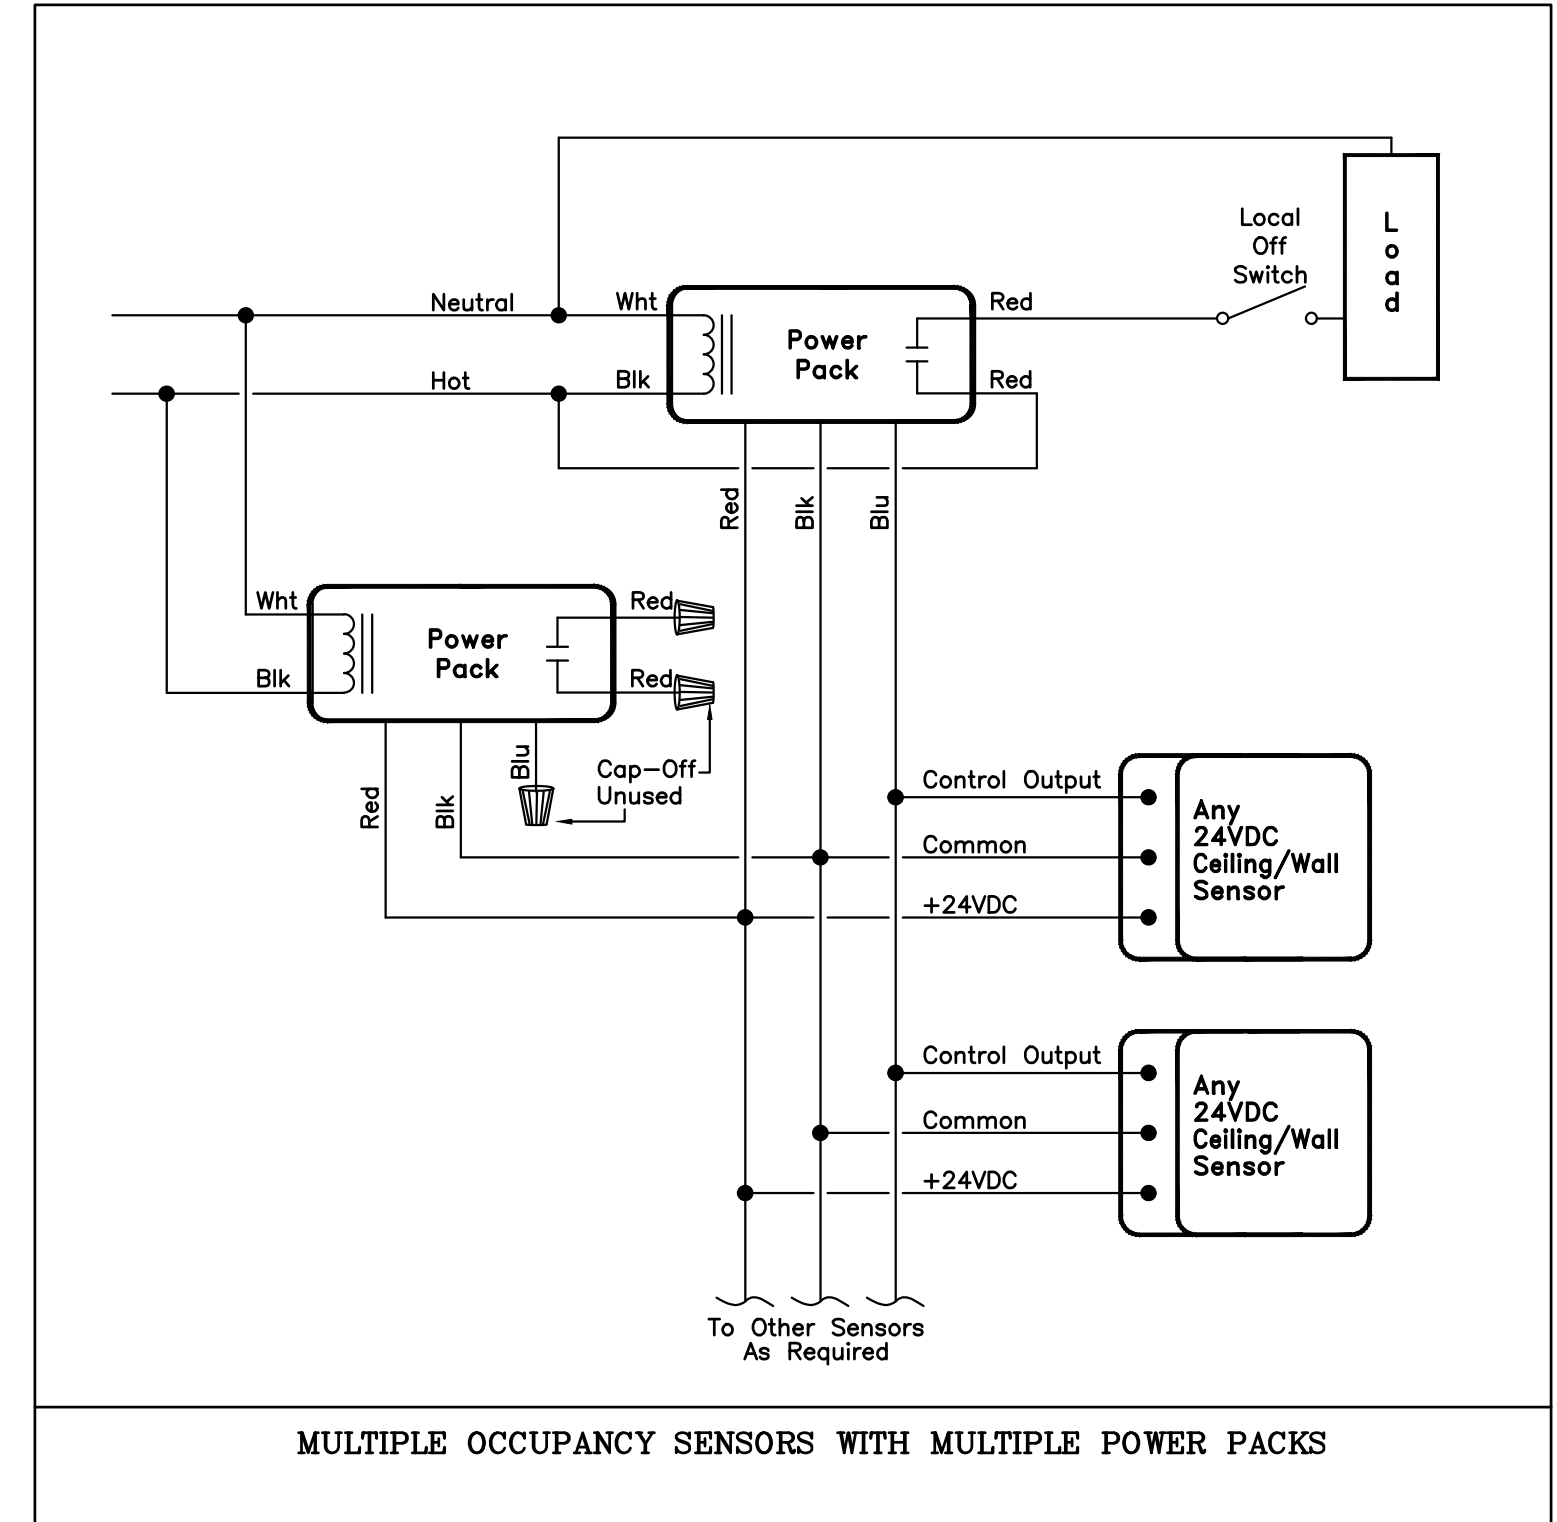 Local
Off
Switch
L
o
a
d
Neutral
Wht
Power
Pack
Red
Hot
Blk
Red
Red
Blk
Blu
Wht
Power
Pack
Red
Blk
Red
Blu
Cap-Off
Unused
Red
Blk
Control Output
Common
+24VDC
Any
24VDC
Ceiling/Wall
Sensor
Control Output
Common
+24VDC
Any
24VDC
Ceiling/Wall
Sensor
To Other Sensors
As Required
MULTIPLE OCCUPANCY SENSORS WITH MULTIPLE POWER PACKS